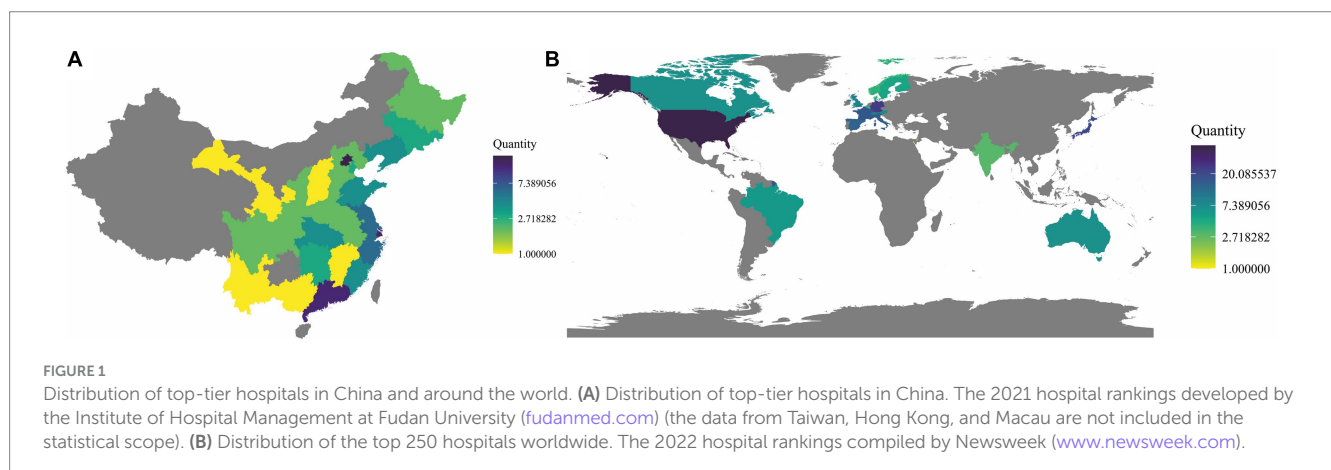 A
B
Quantity
7.389056
2.718282
1.000000
Quantity
20.085537
7.389056
2.718282
1.000000
FIGURE 1
Distribution of top-tier hospitals in China and around the world. (A) Distribution of top-tier hospitals in China. The 2021 hospital rankings developed by
the Institute of Hospital Management at Fudan University (fudanmed.com) (the data from Taiwan, Hong Kong, and Macau are not included in the
statistical scope). (B) Distribution of the top 250 hospitals worldwide. The 2022 hospital rankings compiled by Newsweek (www.newsweek.com).